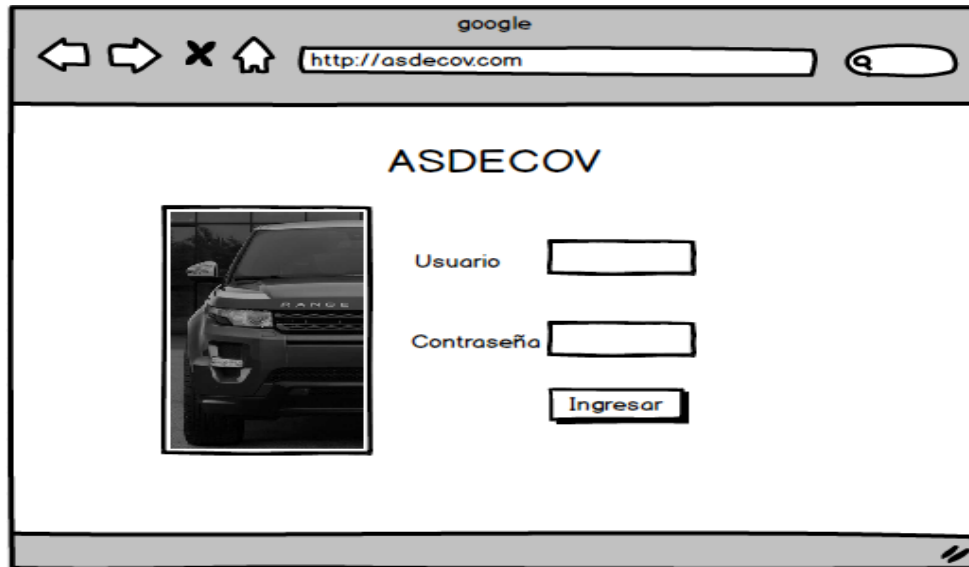 google
http://asdecov.com
ASDECOV
RANGE
Usuario
Contraseña
Ingresar